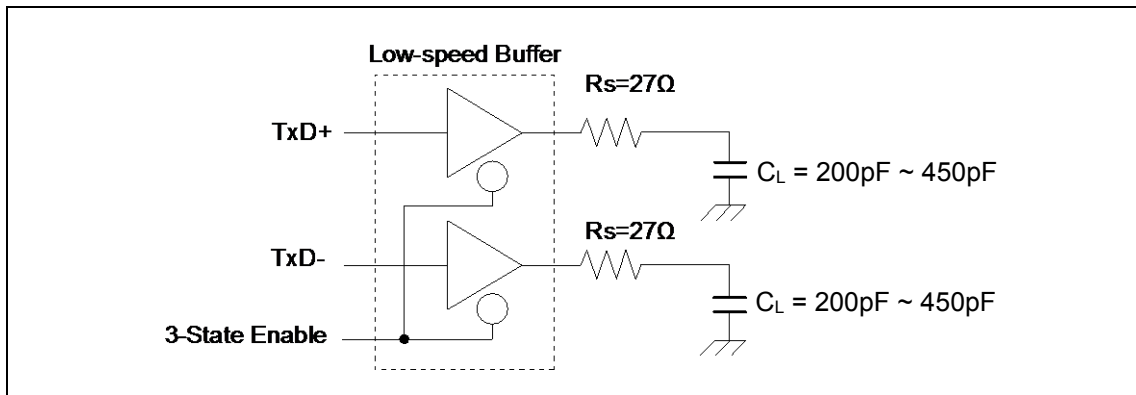 Low-speed Buffer
Rs=27Ω
TxD+
CL = 200pF ~ 450pF
Rs=27Ω
TxD-
CL = 200pF ~ 450pF
3-State Enable